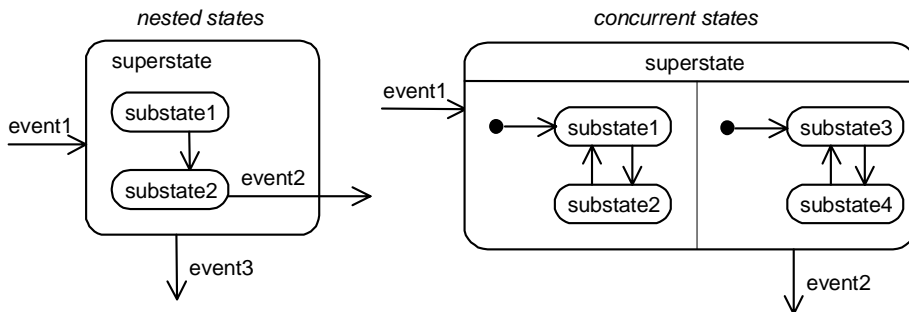 nested states
superstate
event1
substate1
substate2
event2
event3
concurrent states
superstate
event1
substate1
substate2
substate3
substate4
event2